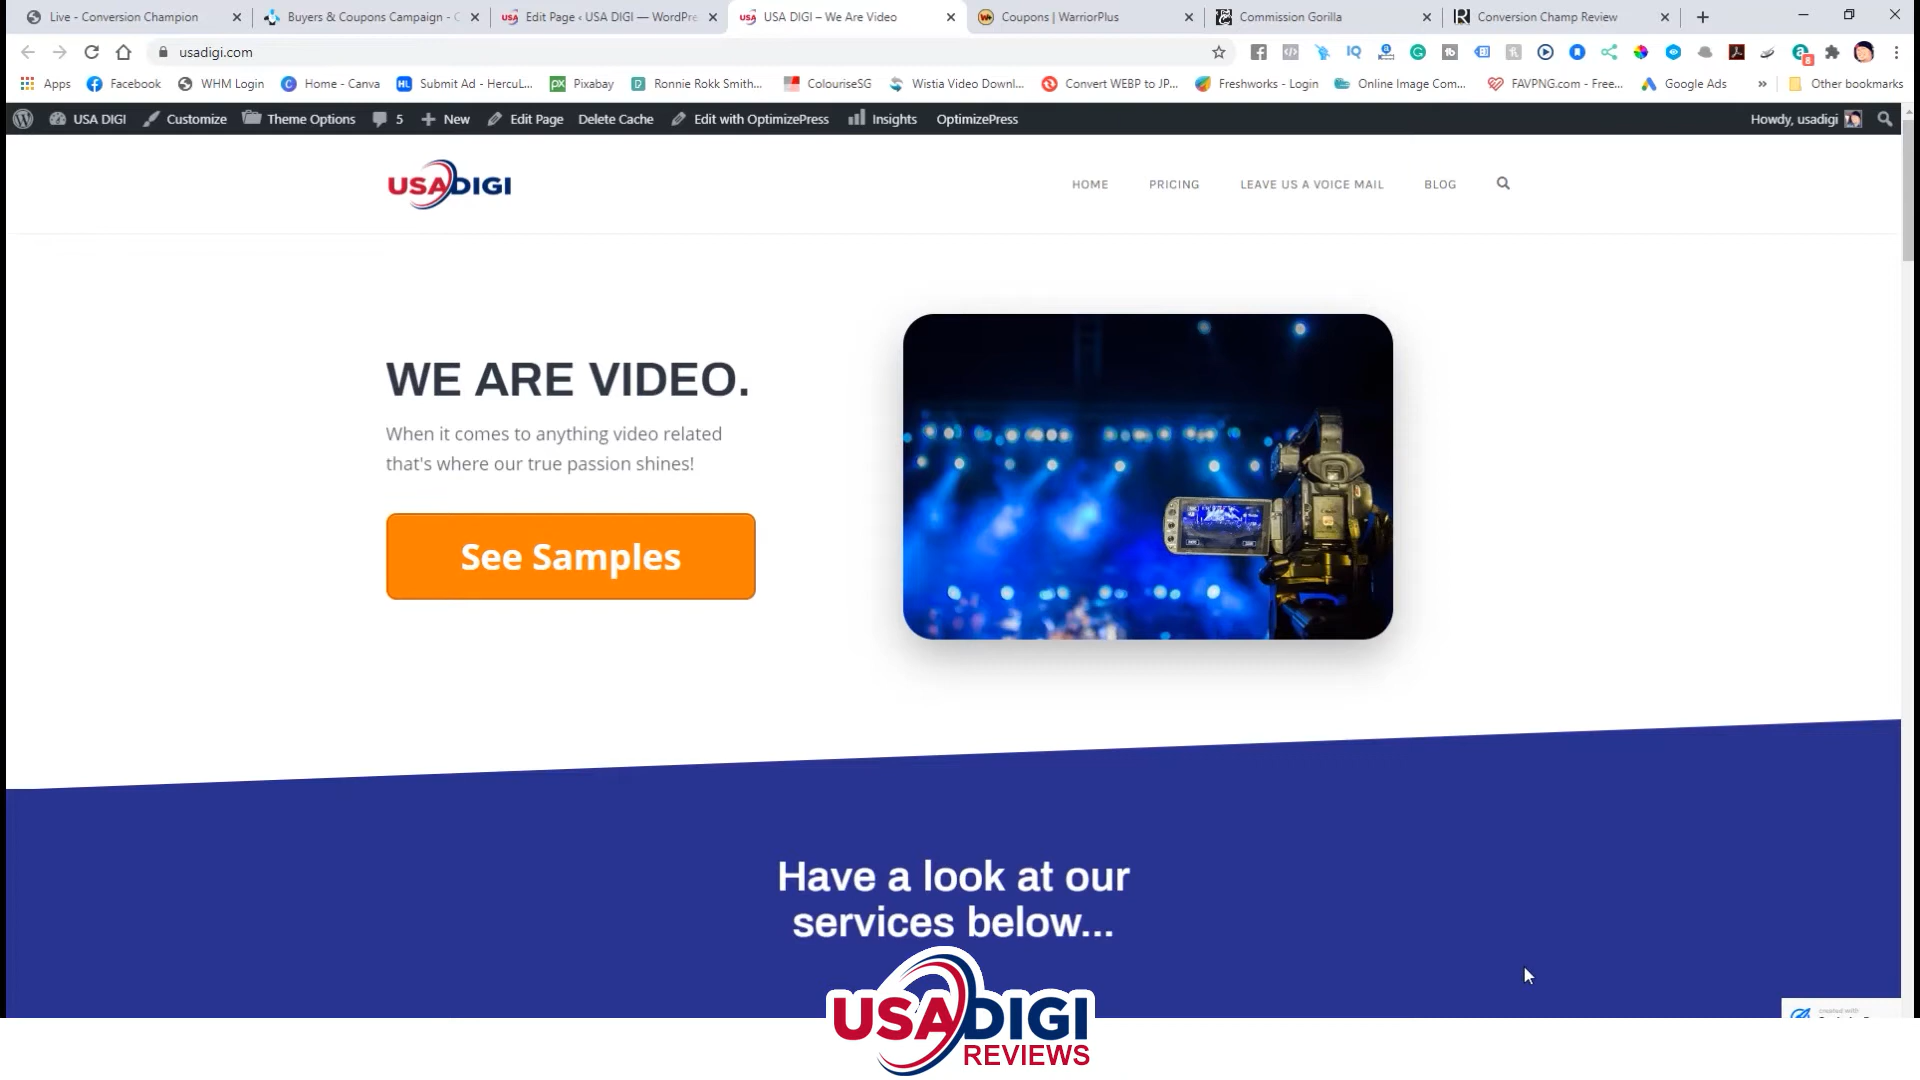 Live - Conversion Champion
Buyers & Coupons Campaign - C
Edit Page ‹ USA DIGI — WordPre
USA DIGI – We Are Video
Coupons | WarriorPlus
Commission Gorilla
Conversion Champ Review
usadigi.com
Apps
Facebook
WHM Login
Home - Canva
Submit Ad - HercuL...
Pixabay
Ronnie Rokk Smith...
ColouriseSG
Wistia Video Downl...
Convert WEBP to JP...
Freshworks - Login
Online Image Com...
FAVPNG.com - Free...
Google Ads
»
Other bookmarks
USA DIGI
Customize
Theme Options
5
New
Edit Page
Delete Cache
Edit with OptimizePress
Insights
OptimizePress
Howdy, usadigi
USADIGI
HOME
PRICING
LEAVE US A VOICE MAIL
BLOG
WE ARE VIDEO.
When it comes to anything video related
that's where our true passion shines!
See Samples
Have a look at our
services below...
created with
USADIGI
REVIEWS